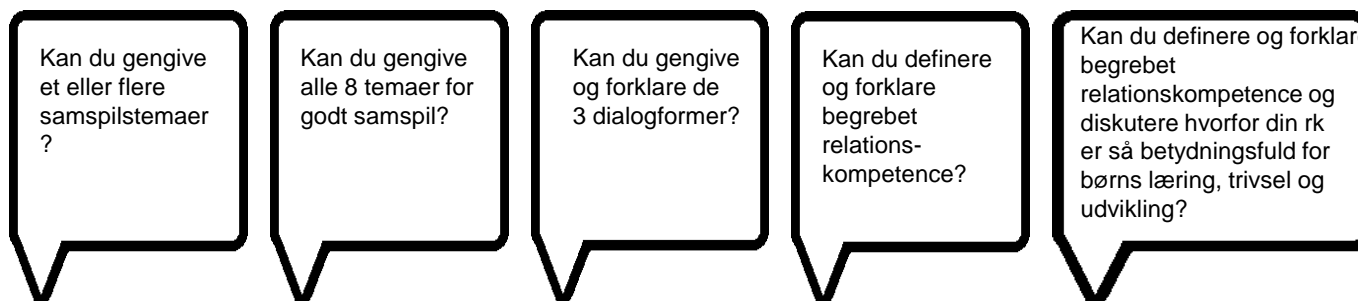 Kan du gengive
et eller flere
samspilstemaer
?
Kan du gengive
alle 8 temaer for
godt samspil?
Kan du gengive
og forklare de
3 dialogformer?
Kan du definere
og forklare
begrebet
relations-
kompetence?
Kan du definere og forklar
begrebet
relationskompetence og
diskutere hvorfor din rk
er så betydningsfuld for
børns læring, trivsel og
udvikling?